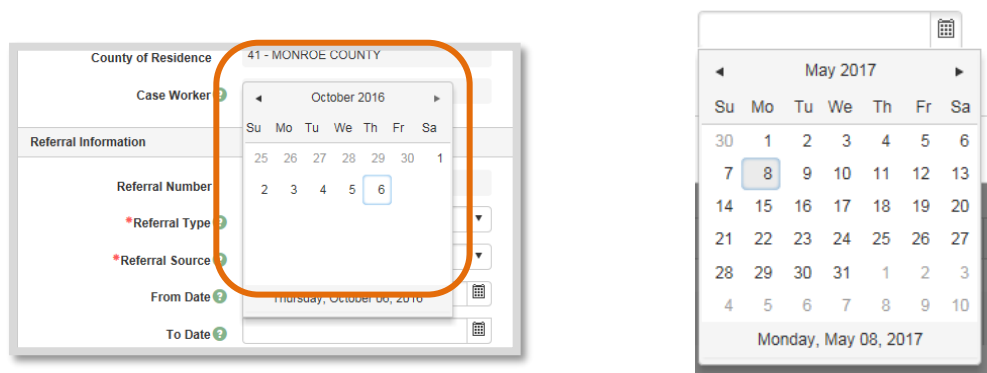 County of Residence 41 - MONROE COUNTY
Case Worker ?
October 2016
Su Mo Tu We Th Fr Sa
25 26 27 28 29 30 1
2 3 4 5 6
Referral Information
Referral Number
*Referral Type ?
*Referral Source ?
From Date ?
Thursday, October 06, 2016
To Date ?
May 2017
Su Mo Tu We Th Fr Sa
30 1 2 3 4 5 6
7 8 9 10 11 12 13
14 15 16 17 18 19 20
21 22 23 24 25 26 27
28 29 30 31 1 2 3
4 5 6 7 8 9 10
Monday, May 08, 2017